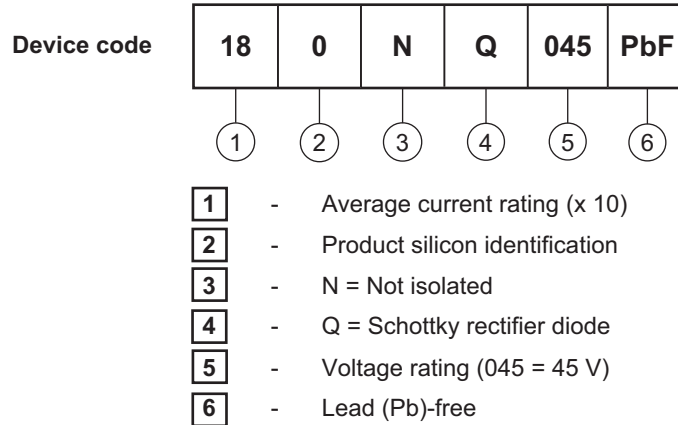 Device code 18 0 N Q 045 PbF
1 2 3 4 5 6
1 - Average current rating (x 10)
2 - Product silicon identification
3 - N = Not isolated
4 - Q = Schottky rectifier diode
5 - Voltage rating (045 = 45 V)
6 - Lead (Pb)-free